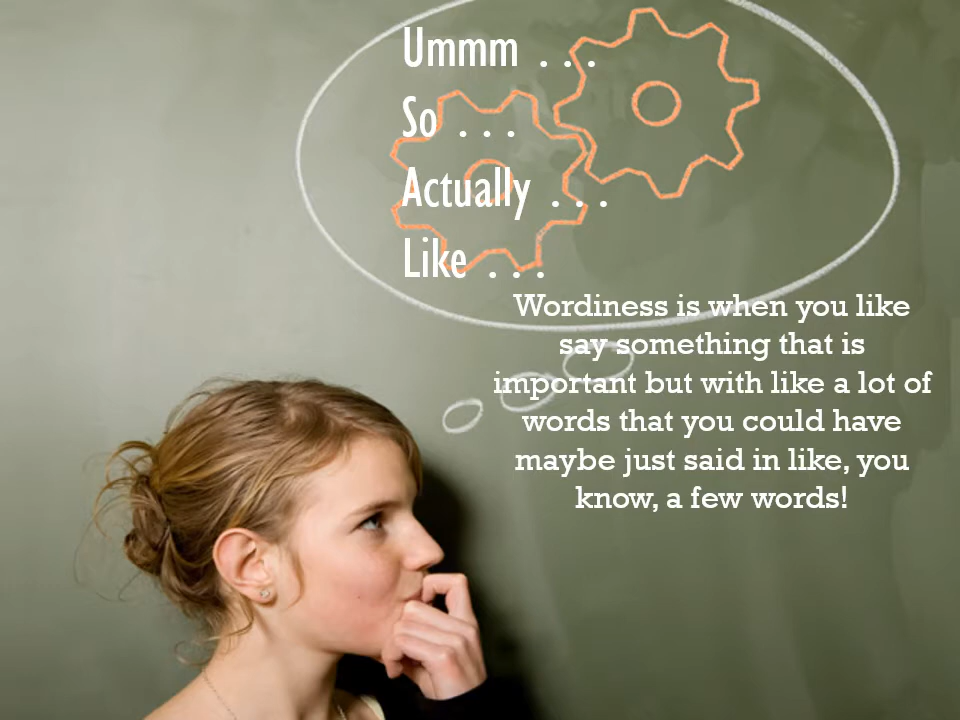 Ummm . . .
So . . .
Actually . . .
Like . . .
Wordiness is when you like
say something that is
important but with like a lot of
words that you could have
maybe just said in like, you
know, a few words!